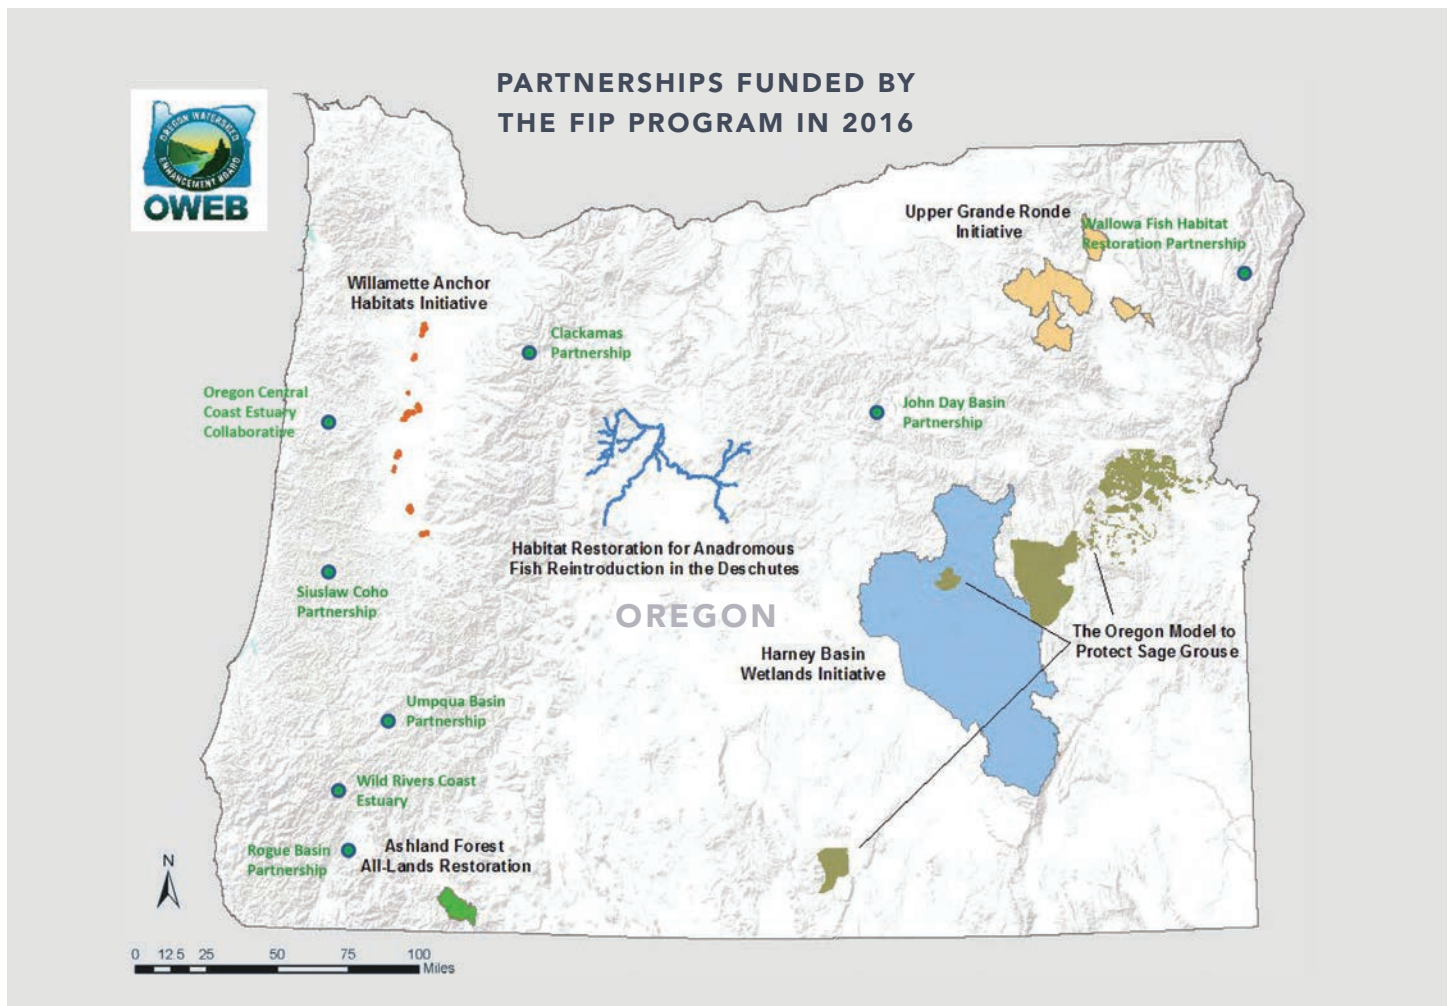 PARTNERSHIPS FUNDED BY
THE FIP PROGRAM IN 2016
OREGON WATERSHED
ENHANCEMENT BOARD
OWEB
Upper Grande Ronde
Initiative
Wallowa Fish Habitat
Restoration Partnership
Willamette Anchor
Habitats Initiative
Clackamas
Partnership
Oregon Central
Coast Estuary
Collaborative
John Day Basin
Partnership
Habitat Restoration for Anadromous
Fish Reintroduction in the Deschutes
Siuslaw Coho
Partnership
OREGON
The Oregon Model to
Protect Sage Grouse
Harney Basin
Wetlands Initiative
Umpqua Basin
Partnership
Wild Rivers Coast
Estuary
Rogue Basin
Partnership
Ashland Forest
All-Lands Restoration
N
0 12.5 25 50 75 100
Miles